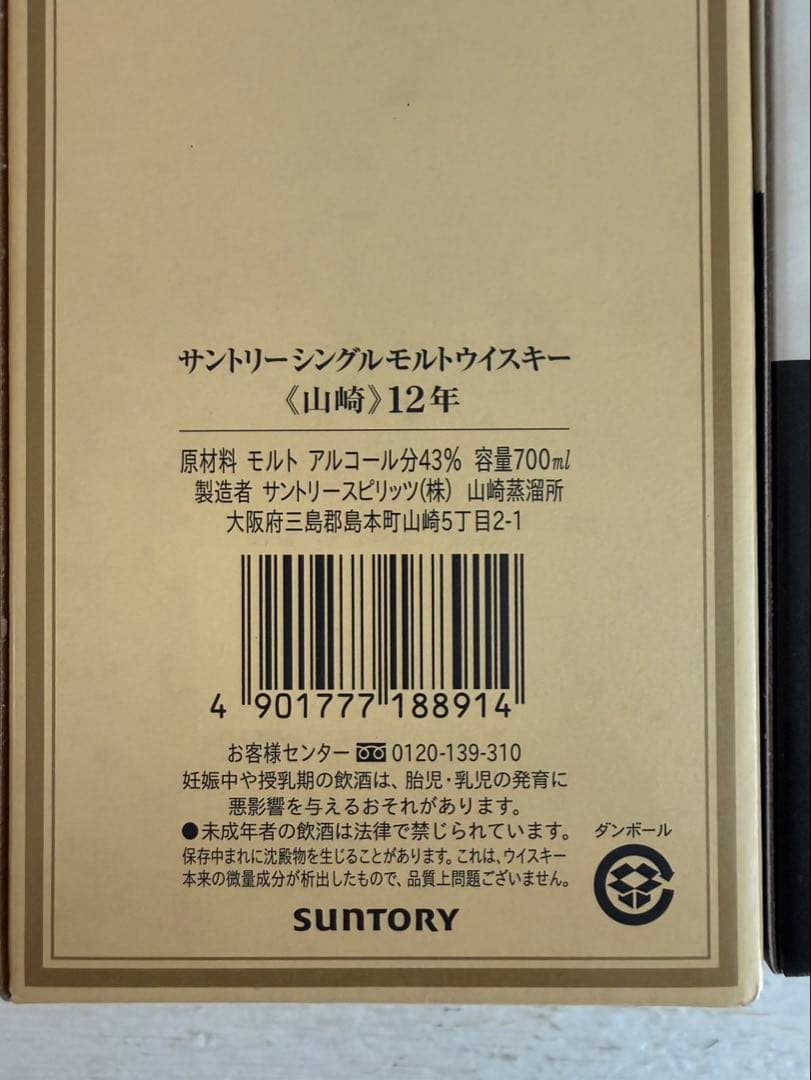 サントリーシングルモルトウイスキー
《山崎》12年
原材料 モルト アルコール分43% 容量700ml
製造者 サントリースピリッツ(株) 山崎蒸溜所
大阪府三島郡島本町山崎5丁目2-1
4 901777 188914
お客様センター 0120-139-310
妊娠中や授乳期の飲酒は、胎児・乳児の発育に
悪影響を与えるおそれがあります。
●未成年者の飲酒は法律で禁じられています。
保存中まれに沈殿物を生じることがあります。これは、ウイスキー
本来の微量成分が析出したもので、品質上問題ございません。
ダンボール
SUNTORY